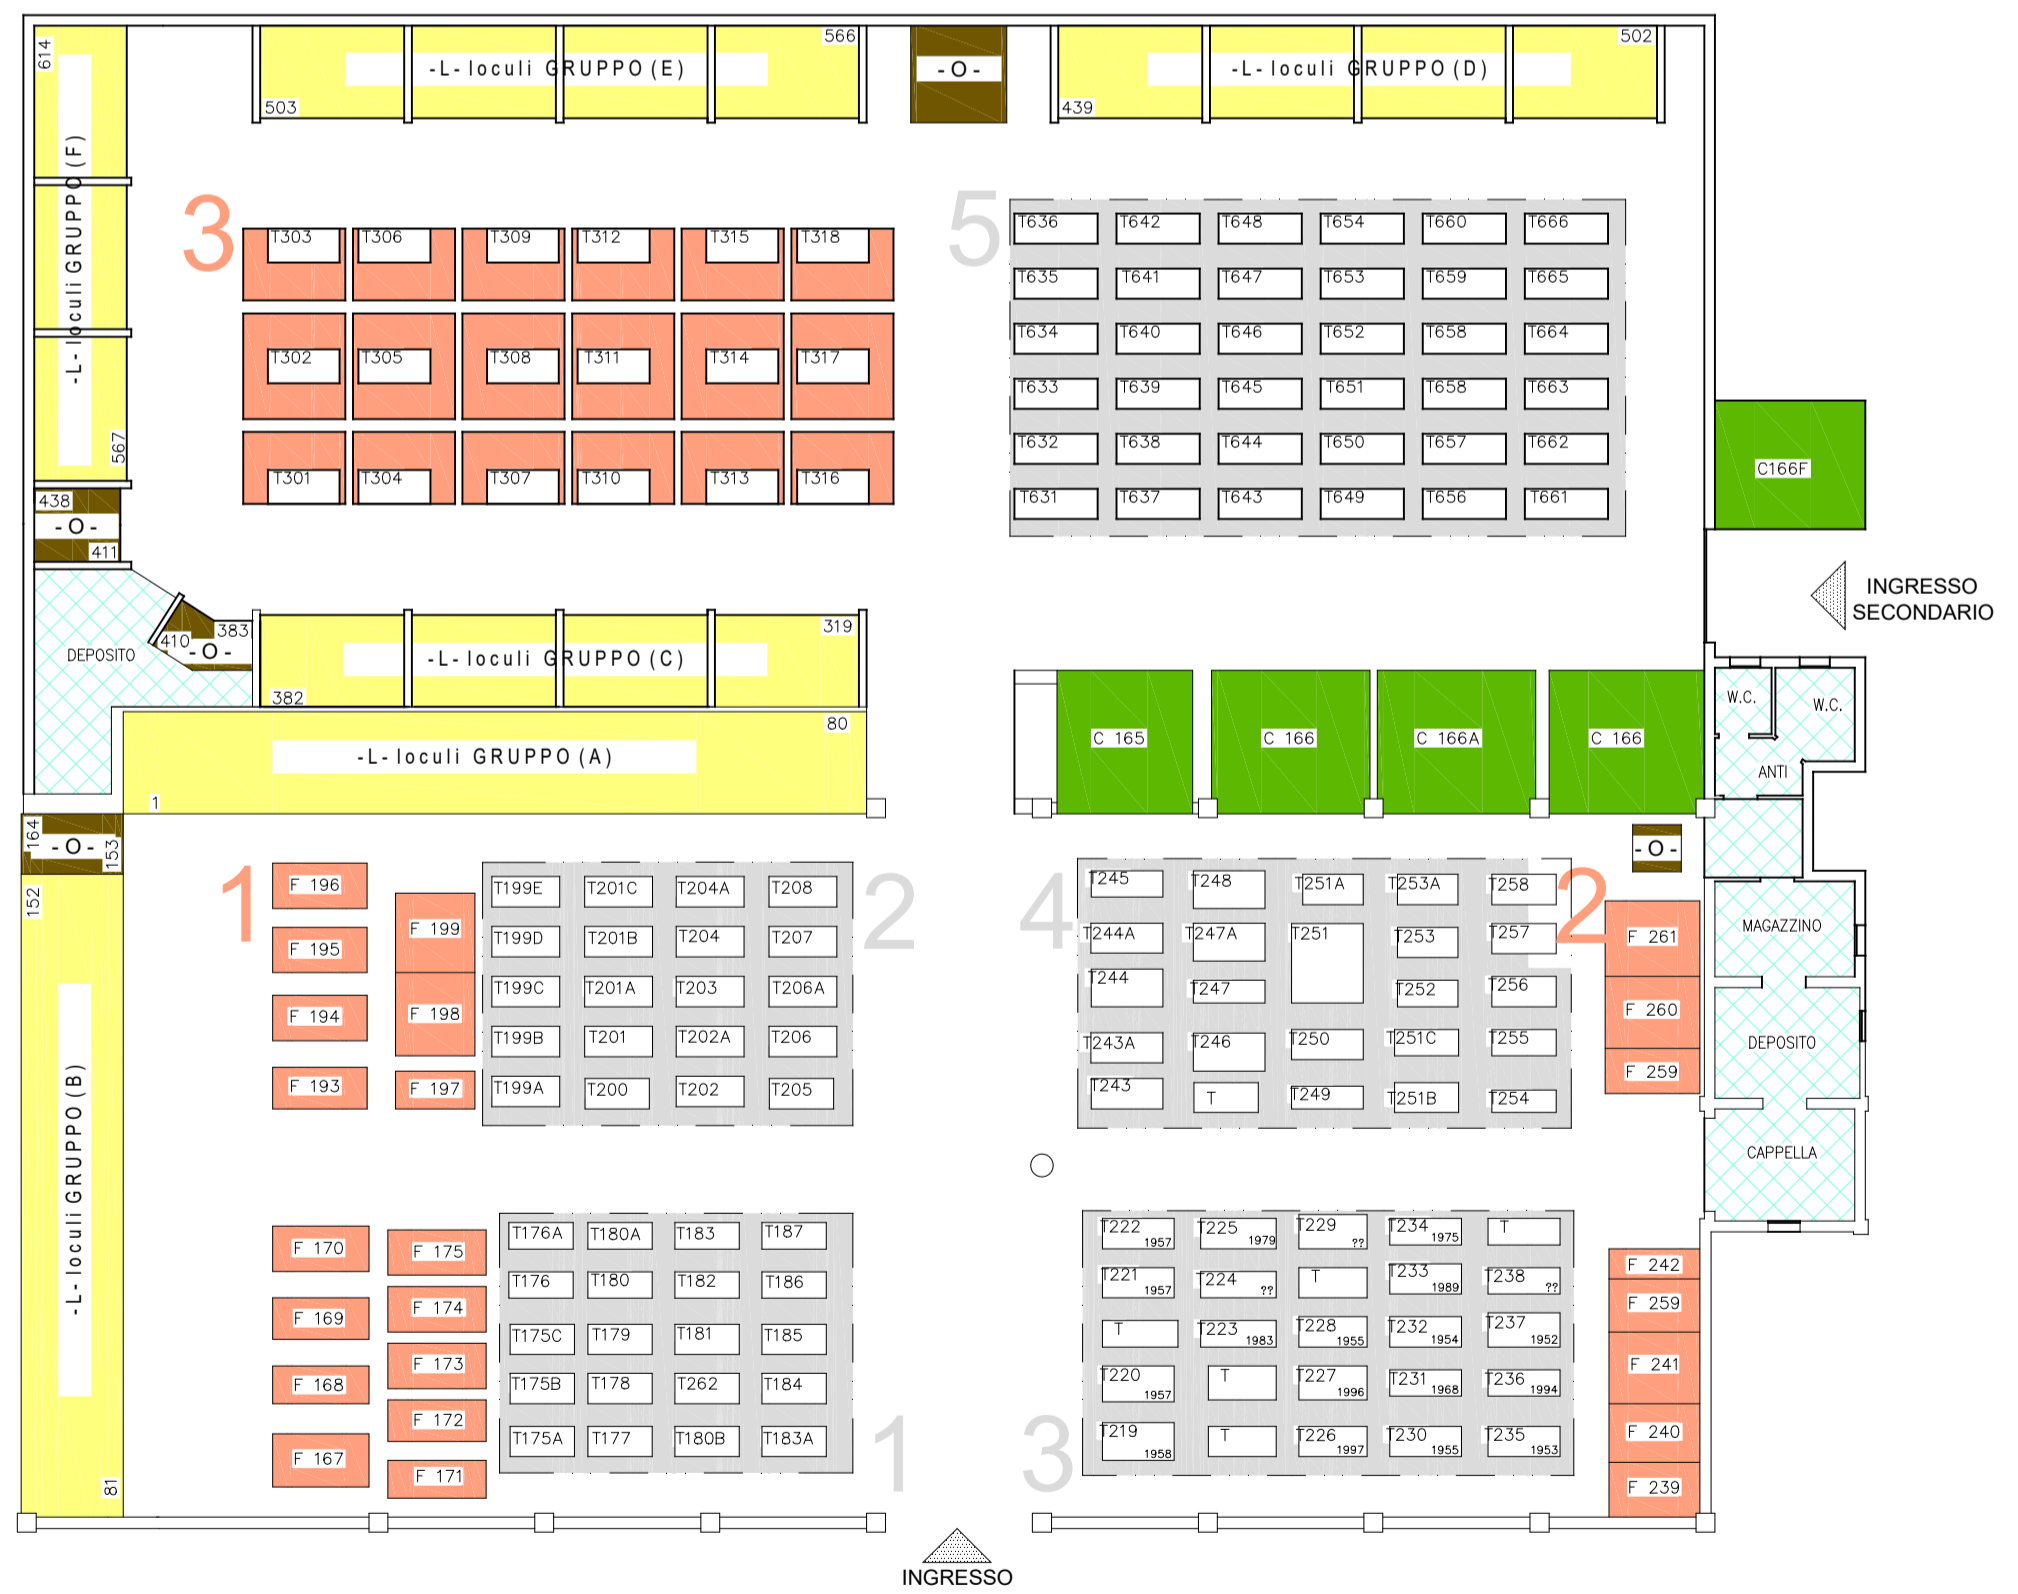 614
-L- loculi GRUPPO (F)
567
503
-L- loculi GRUPPO (E)
566
-O-
439
-L- loculi GRUPPO (D)
502
3
T303 T306 T309 T312 T315 T318
T302 T305 T308 T311 T314 T317
T301 T304 T307 T310 T313 T316
5
T636 T642 T648 T654 T660 T666
T635 T641 T647 T653 T659 T665
T634 T640 T646 T652 T658 T664
T633 T639 T645 T651 T658 T663
T632 T638 T644 T650 T657 T662
T631 T637 T643 T649 T656 T661
C166F
INGRESSO
SECONDARIO
438
-O-
411
DEPOSITO
410
-O-
383
382
-L- loculi GRUPPO (C)
319
1
-L- loculi GRUPPO (A)
80
C 165
C 166
C 166A
C 166
W.C.
W.C.
ANTI
164
-O-
153
152
-L- loculi GRUPPO (B)
81
1
F 196
F 195
F 194
F 193
F 199
F 198
F 197
2
T199E T201C T204A T208
T199D T201B T204 T207
T199C T201A T203 T206A
T199B T201 T202A T206
T199A T200 T202 T205
4
T245 T248 T251A T253A T258
T244A T247A T251 T253 T257
T244 T247 T252 T256
T243A T246 T250 T251C T255
T243 T T249 T251B T254
-O-
2
F 261
F 260
F 259
MAGAZZINO
DEPOSITO
CAPPELLA
F 170
F 169
F 168
F 167
F 175
F 174
F 173
F 172
F 171
T176A T180A T183 T187
T176 T180 T182 T186
T175C T179 T181 T185
T175B T178 T262 T184
T175A T177 T180B T183A
1
3
T222 1957 T225 1979 T229 ?? T234 1975 T
T221 1957 T224 ?? T T233 1989 T238 ??
T T223 1983 T228 1955 T232 1954 T237 1952
T220 1957 T T227 1996 T231 1968 T236 1994
T219 1958 T T226 1997 T230 1955 T235 1953
F 242
F 259
F 241
F 240
F 239
INGRESSO